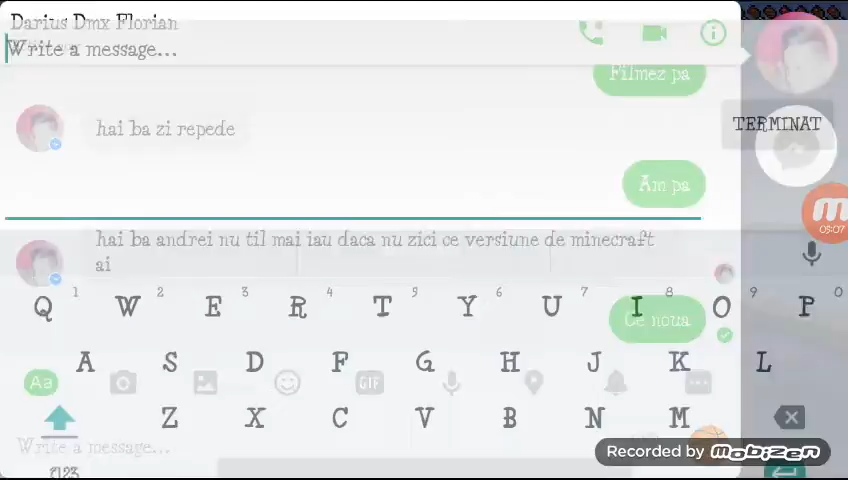 Darius Dmx Florian
Write a message...
Filmez pa
hai ba zi repede
TERMINAT
Am pa
05:07
hai ba andrei nu til mai iau daca nu zici ce versiune de minecraft
ai
1 2 3 4 5 6 7 8 9 0
Q W E R T Y U I O P
Ce noua
A S D F G H J K L
Aa GIF
Z X C V B N M
Write a message...
Recorded by mobizen
?123